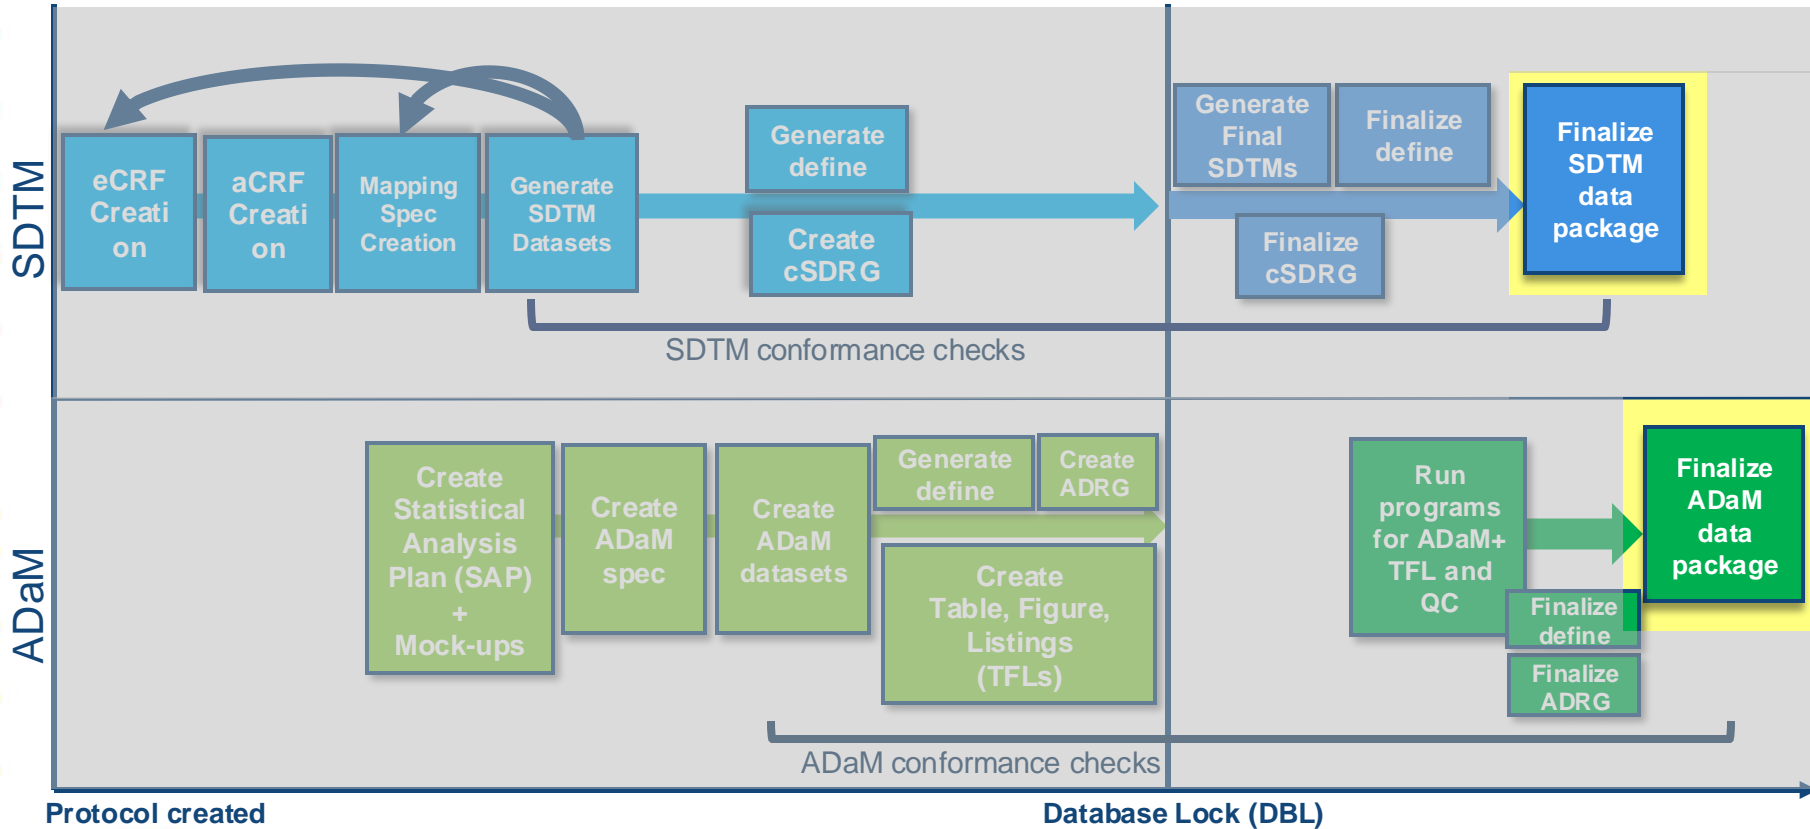 SDTM
eCRF
Creati
on
aCRF
Creati
on
Mapping
Spec
Creation
Generate
SDTM
Datasets
Generate
define
Create
cSDRG
Generate
Final
SDTMs
Finalize
define
Finalize
cSDRG
Finalize
SDTM
data
package
SDTM conformance checks
ADaM
Create
Statistical
Analysis
Plan (SAP)
+
Mock-ups
Create
ADaM
spec
Create
ADaM
datasets
Generate
define
Create
ADRG
Create
Table, Figure,
Listings
(TFLs)
Run
programs
for ADaM+
TFL and
QC
Finalize
define
Finalize
ADRG
Finalize
ADaM
data
package
ADaM conformance checks
Protocol created
Database Lock (DBL)